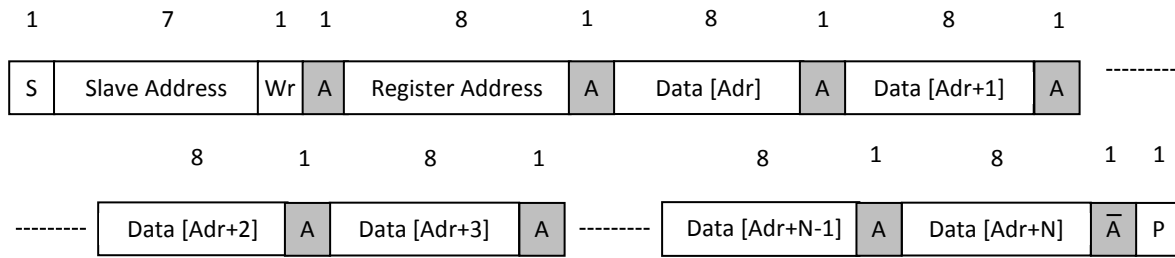 1 7 1 1 8 1 8 1 8 1
S Slave Address Wr A Register Address A Data [Adr] A Data [Adr+1] A
8 1 8 1 8 1 8 1 1
Data [Adr+2] A Data [Adr+3] A Data [Adr+N-1] A Data [Adr+N] A̅ P